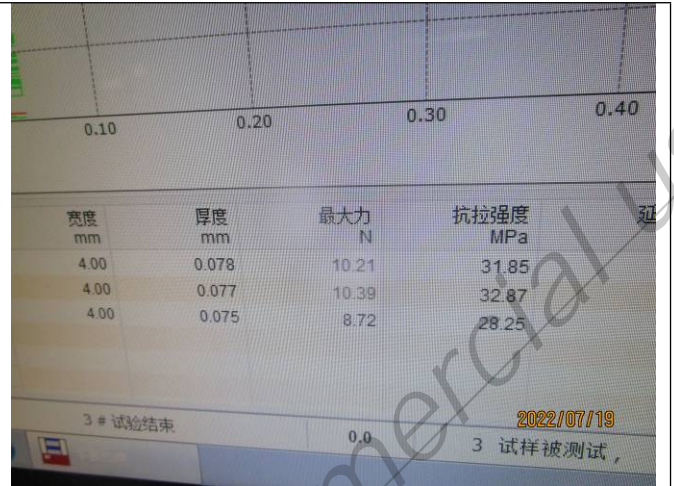 0.10 0.20 0.30 0.40
宽度 厚度 最大力 抗拉强度 延
mm mm N MPa
4.00 0.078 10.21 31.85
4.00 0.077 10.39 32.87
4.00 0.075 8.72 28.25
3 # 试验结束 0.0 3 试样被测试，
2022/07/19
mercial u